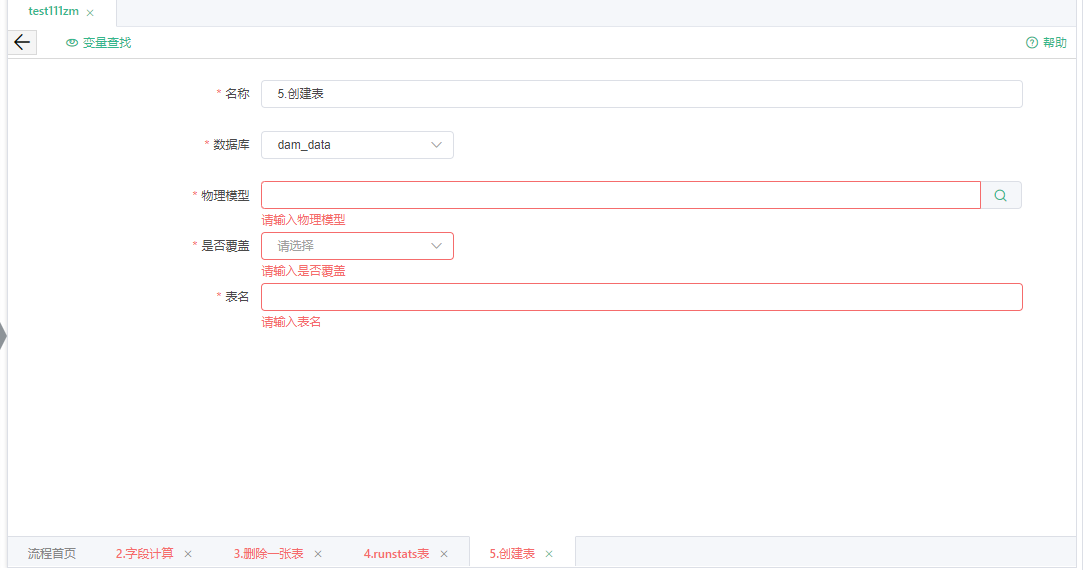 test111zm ×
变量查找 帮助
* 名称 5.创建表
* 数据库 dam_data
* 物理模型
请输入物理模型
* 是否覆盖 请选择
请输入是否覆盖
* 表名
请输入表名
流程首页 2.字段计算 × 3.删除一张表 × 4.runstats表 × 5.创建表 ×